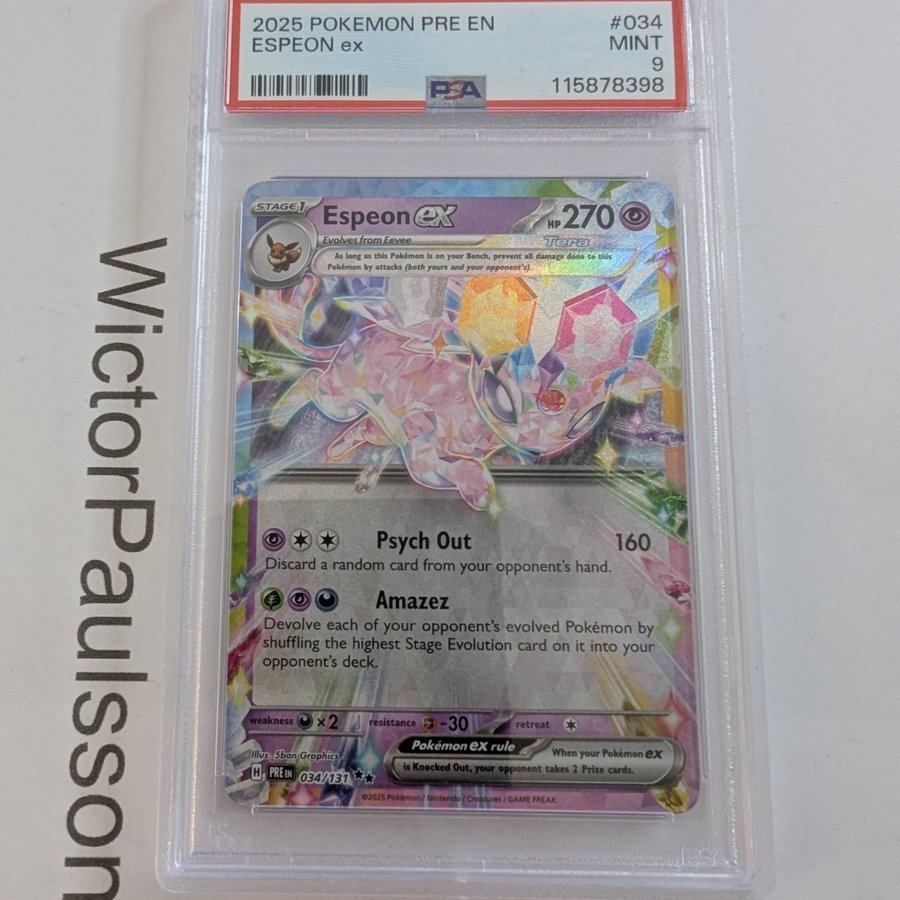 2025 POKEMON PRE EN #034
ESPEON ex MINT
9
PSA 115878398
STAGE 1 Espeon ex HP 270
Evolves from Eevee Tera
As long as this Pokémon is on your Bench, prevent all damage done to this
Pokémon by attacks (both yours and your opponent's).
Psych Out 160
Discard a random card from your opponent's hand.
Amazez
Devolve each of your opponent's evolved Pokémon by
shuffling the highest Stage Evolution card on it into your
opponent's deck.
weakness ×2 resistance -30 retreat
Pokémon ex rule When your Pokémon ex
is Knocked Out, your opponent takes 2 Prize cards.
Illus. 5ban Graphics
H PRE EN 034/131
©2025 Pokémon / Nintendo / Creatures / GAME FREAK
WictorPaulsson